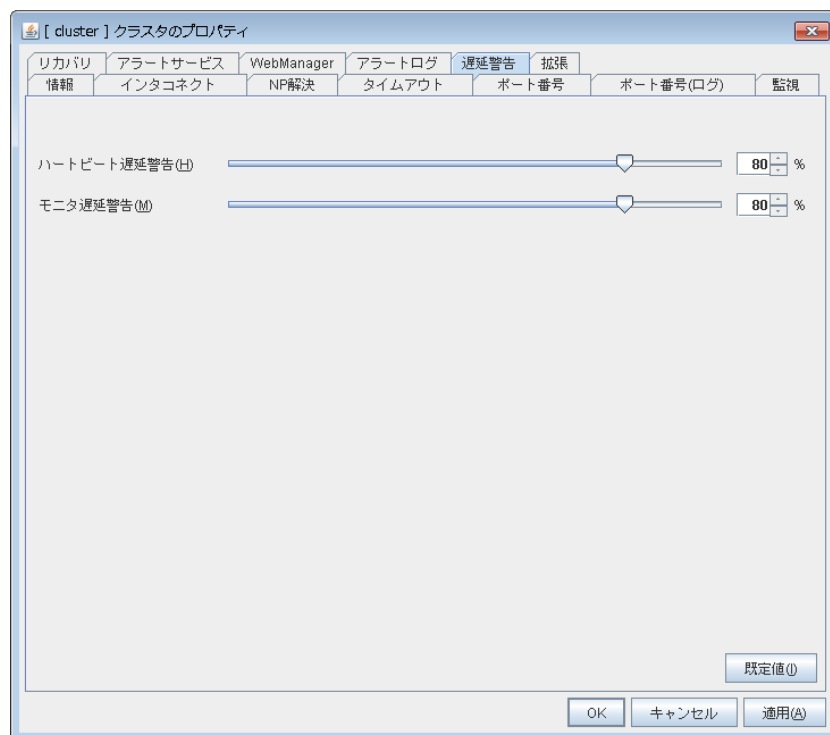 [ cluster ] クラスタのプロパティ
リカバリ アラートサービス WebManager アラートログ 遅延警告 拡張
情報 インタコネクト NP解決 タイムアウト ポート番号 ポート番号(ログ) 監視
ハートビート遅延警告(H) 80 %
モニタ遅延警告(M) 80 %
既定値(I)
OK キャンセル 適用(A)